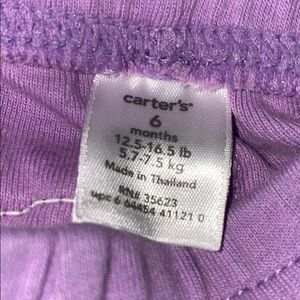 carter's®
6
months
12.5-16.5 lb
5.7-7.5 kg
Made in Thailand
RN# 35623
upc 6 64454 41121 0